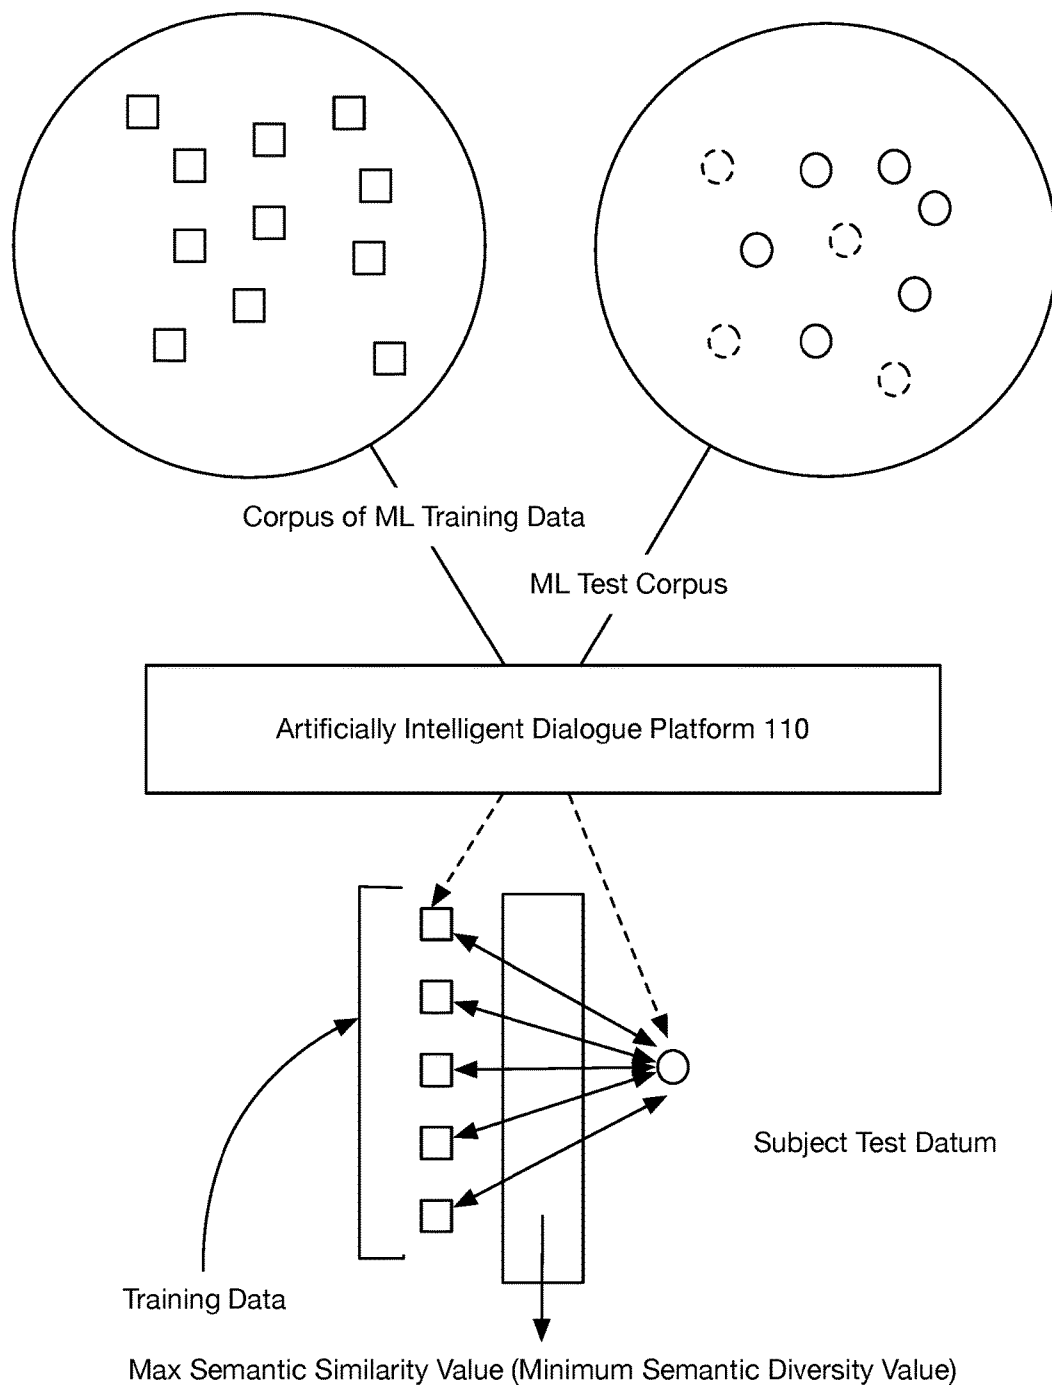 Corpus of ML Training Data
ML Test Corpus
Artificially Intelligent Dialogue Platform 110
Subject Test Datum
Training Data
Max Semantic Similarity Value (Minimum Semantic Diversity Value)